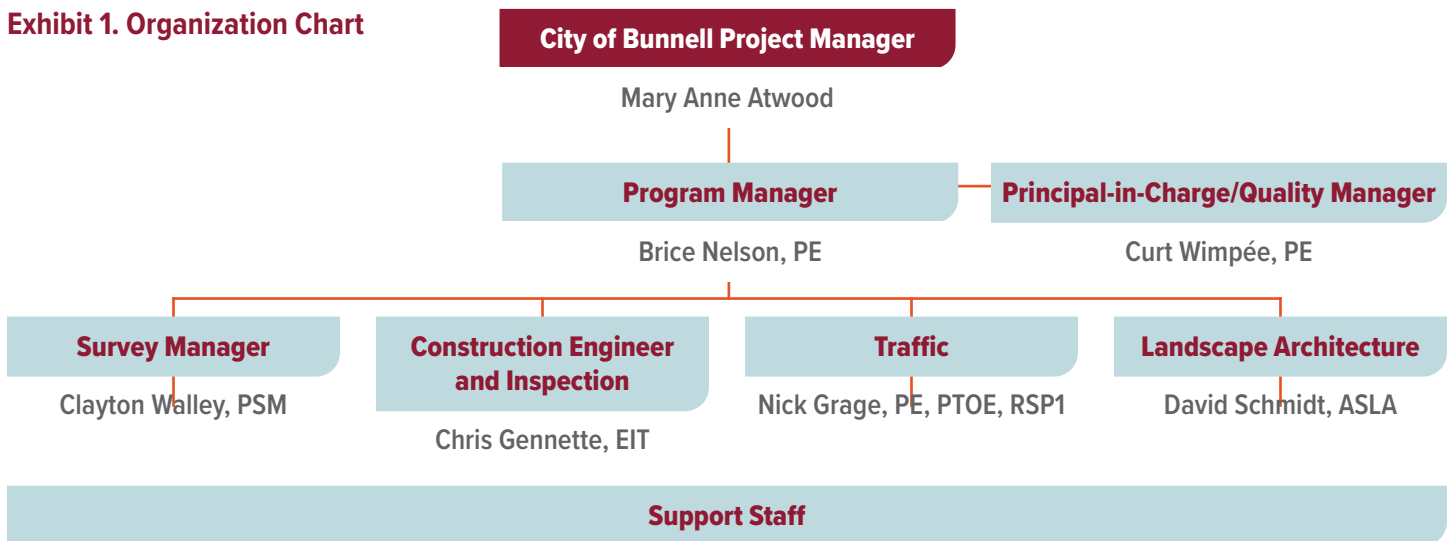 Exhibit 1. Organization Chart
City of Bunnell Project Manager
Mary Anne Atwood
Program Manager
Principal-in-Charge/Quality Manager
Brice Nelson, PE
Curt Wimpée, PE
Survey Manager
Clayton Walley, PSM
Construction Engineer
and Inspection
Chris Gennette, EIT
Traffic
Nick Grage, PE, PTOE, RSP1
Landscape Architecture
David Schmidt, ASLA
Support Staff